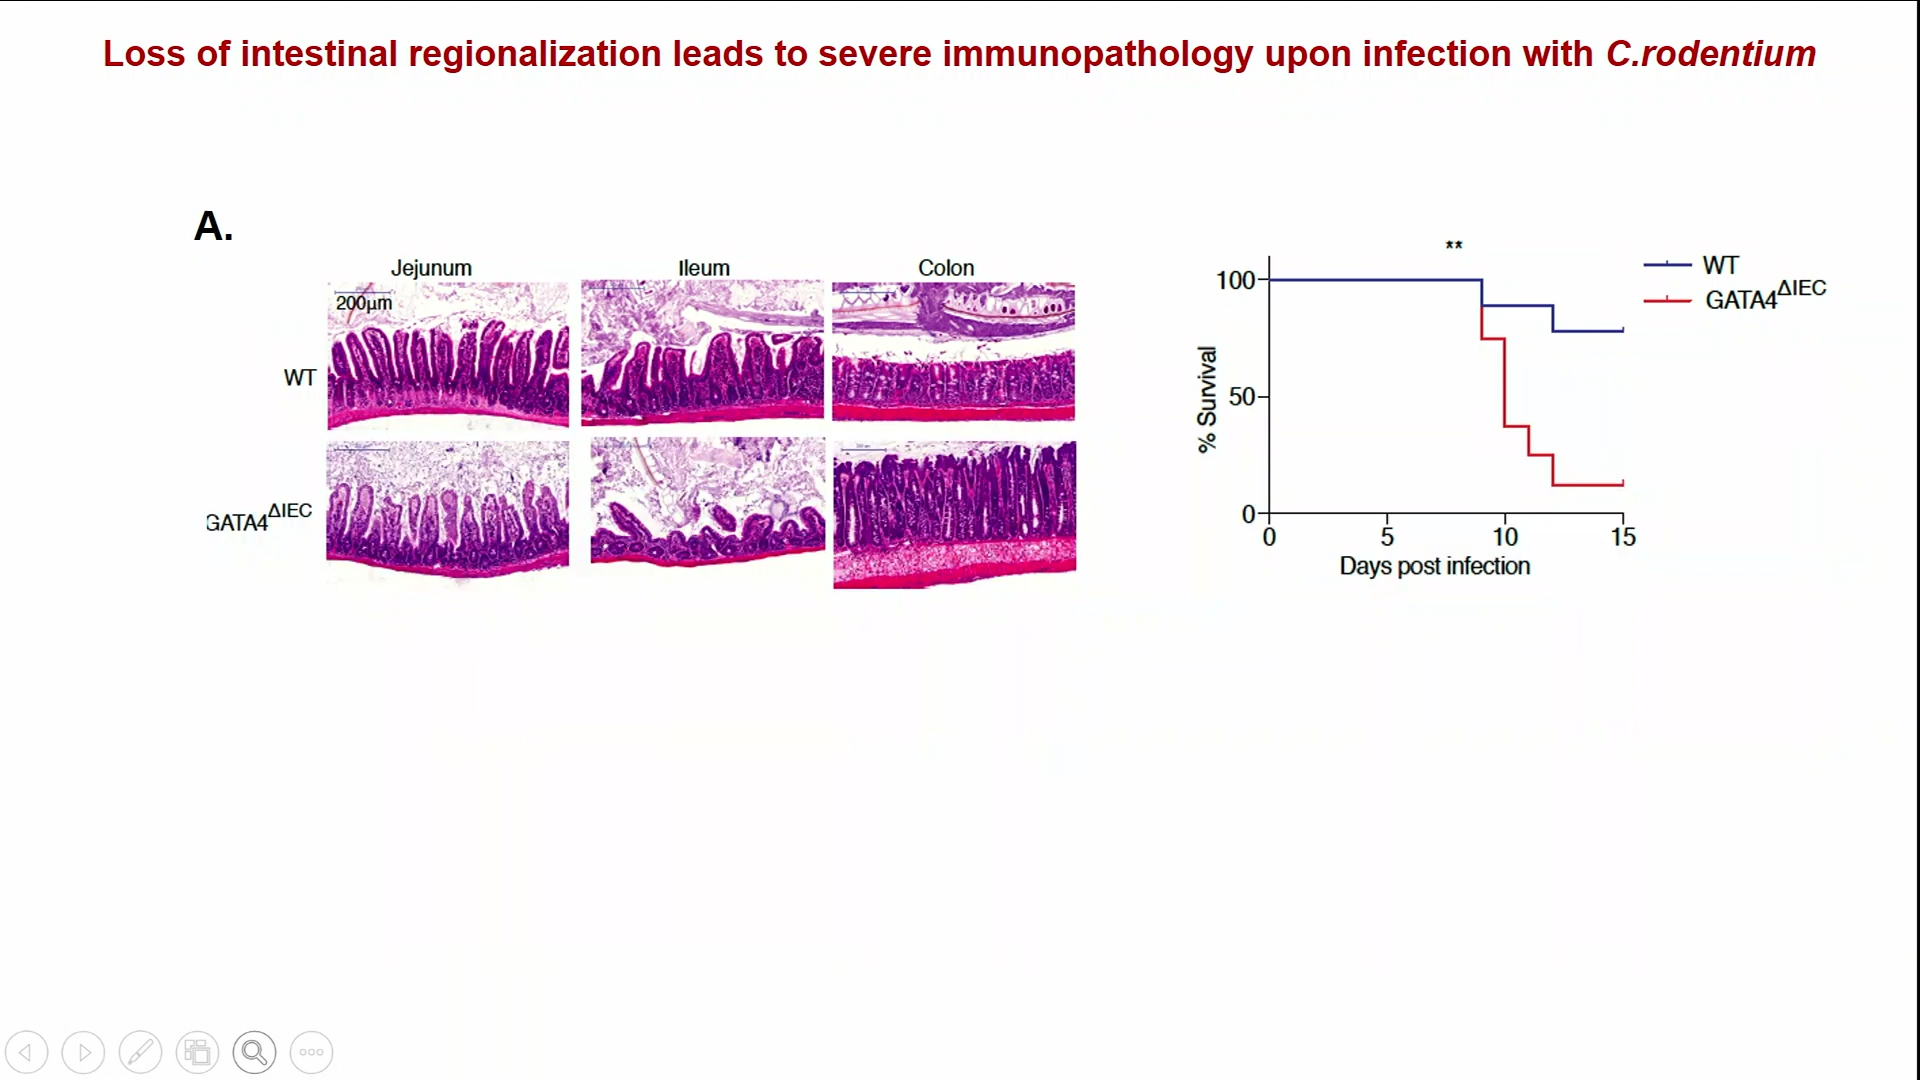 Loss of intestinal regionalization leads to severe immunopathology upon infection with C.rodentium
A.
Jejunum Ileum Colon
200µm
WT
GATA4ΔIEC
**
WT
GATA4ΔIEC
100
50
0
% Survival
0 5 10 15
Days post infection